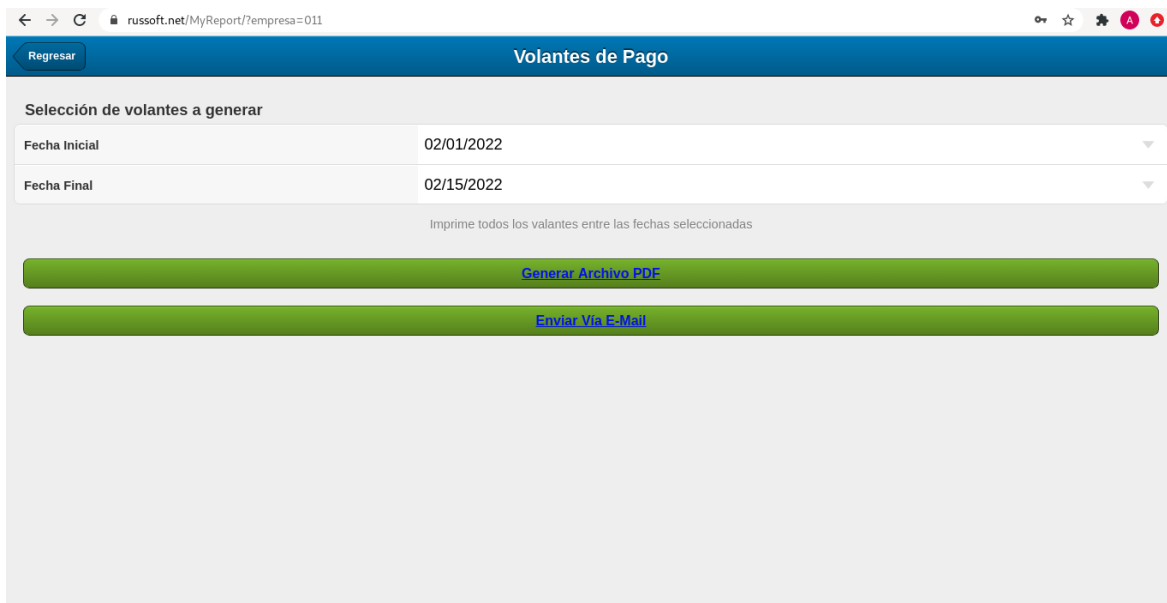 russoft.net/MyReport/?empresa=011
A
Regresar
Volantes de Pago
Selección de volantes a generar
Fecha Inicial 02/01/2022
Fecha Final 02/15/2022
Imprime todos los valantes entre las fechas seleccionadas
Generar Archivo PDF
Enviar Vía E-Mail